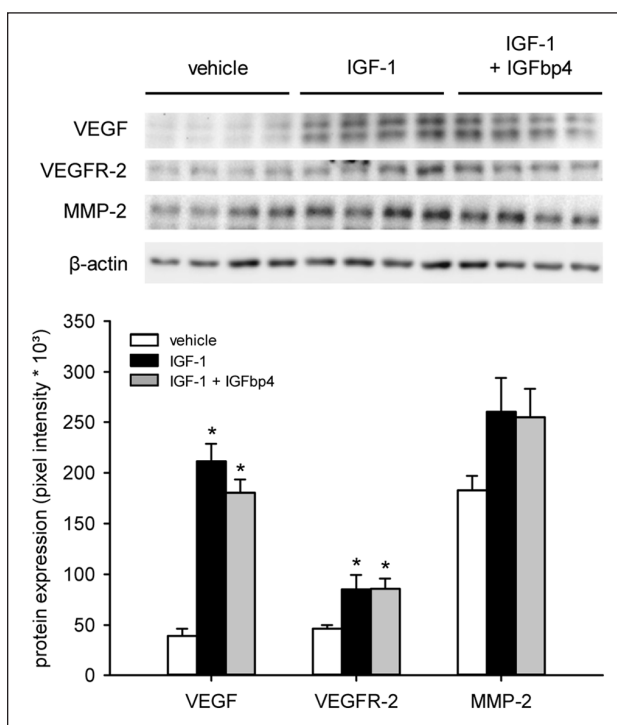 vehicle IGF-1 IGF-1
+ IGFbp4
VEGF
VEGFR-2
MMP-2
β-actin
350
300
250
200
150
100
50
0
protein expression (pixel intensity * 10³)
vehicle
IGF-1
IGF-1 + IGFbp4
* * * *
VEGF VEGFR-2 MMP-2